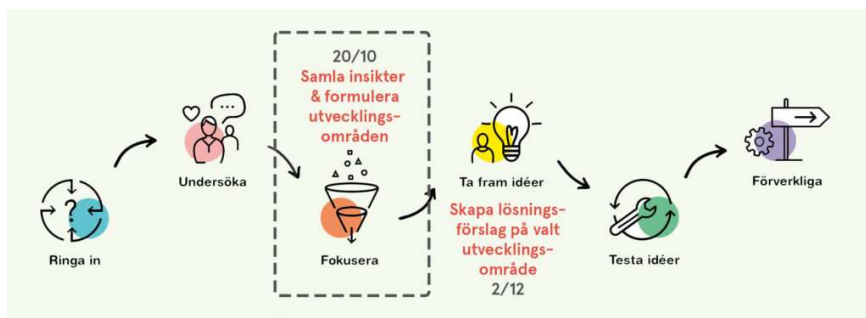 20/10
Samla insikter
& formulera
utvecklings-
områden
Undersöka
Ta fram idéer
Förverkliga
Skapa lösnings-
förslag på valt
utvecklings-
område
2/12
?
Ringa in
Fokusera
Testa idéer